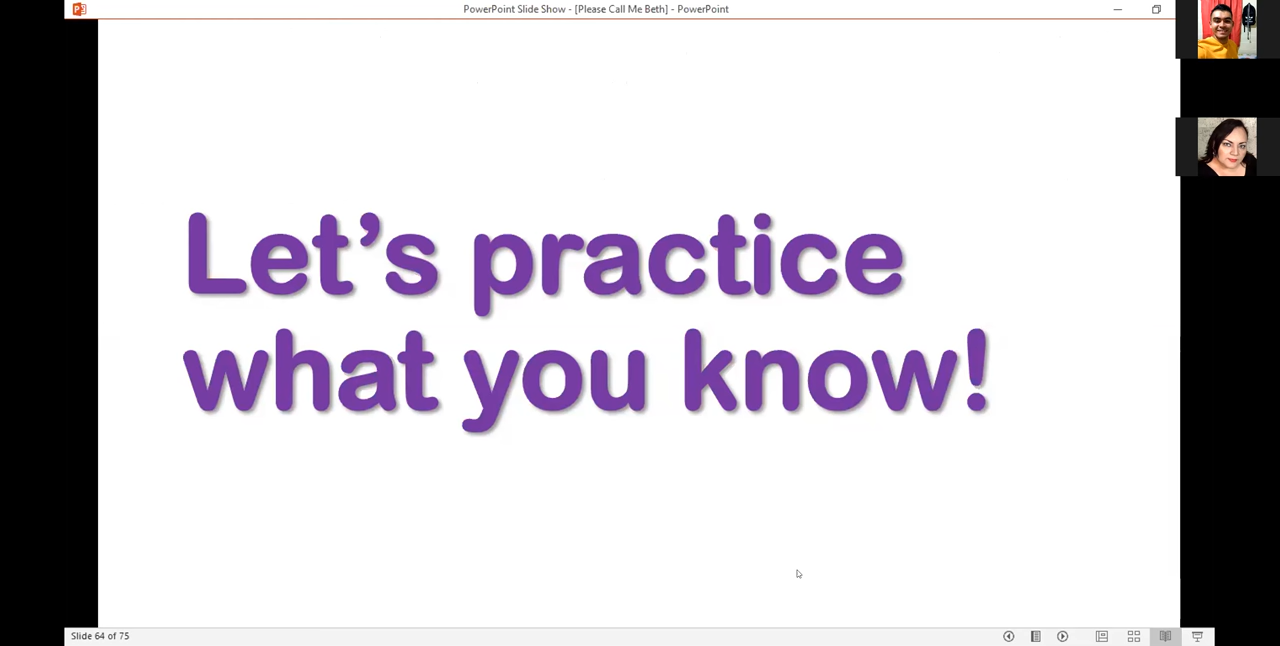 PowerPoint Slide Show - [Please Call Me Beth] - PowerPoint
Let’s practice
what you know!
Slide 64 of 75